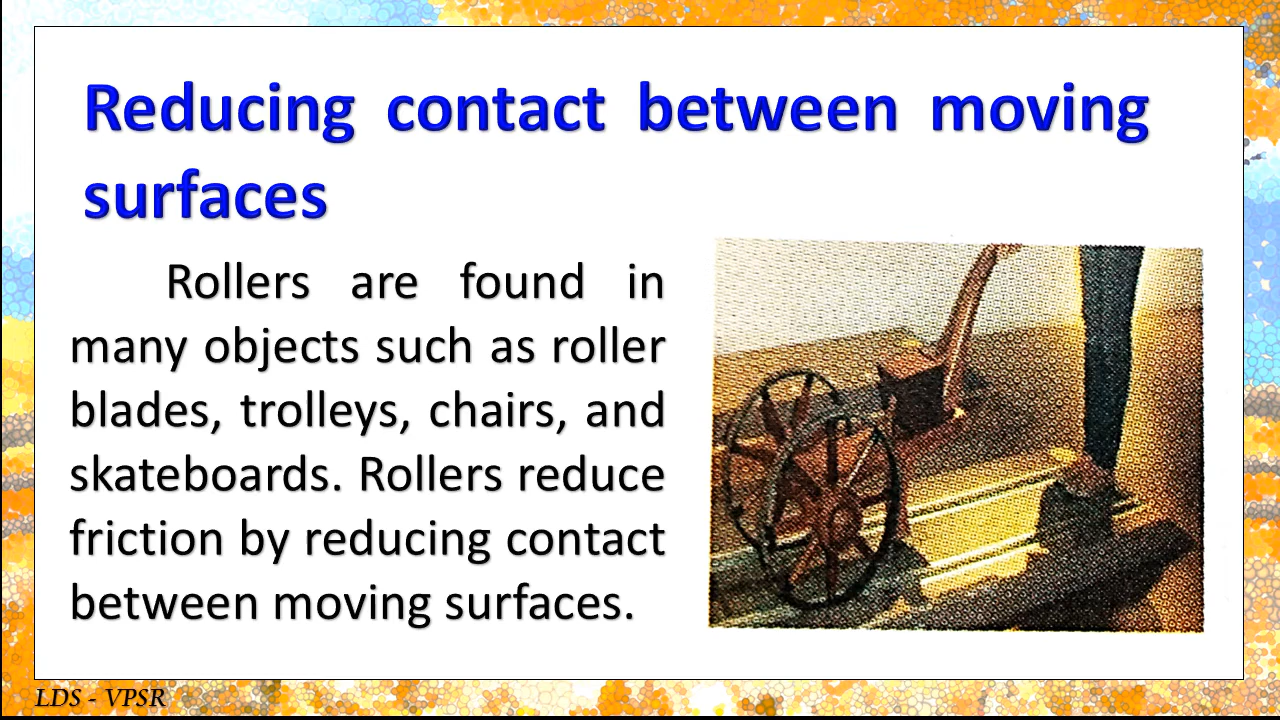 Reducing contact between moving
surfaces
Rollers are found in
many objects such as roller
blades, trolleys, chairs, and
skateboards. Rollers reduce
friction by reducing contact
between moving surfaces.
LDS - VPSR